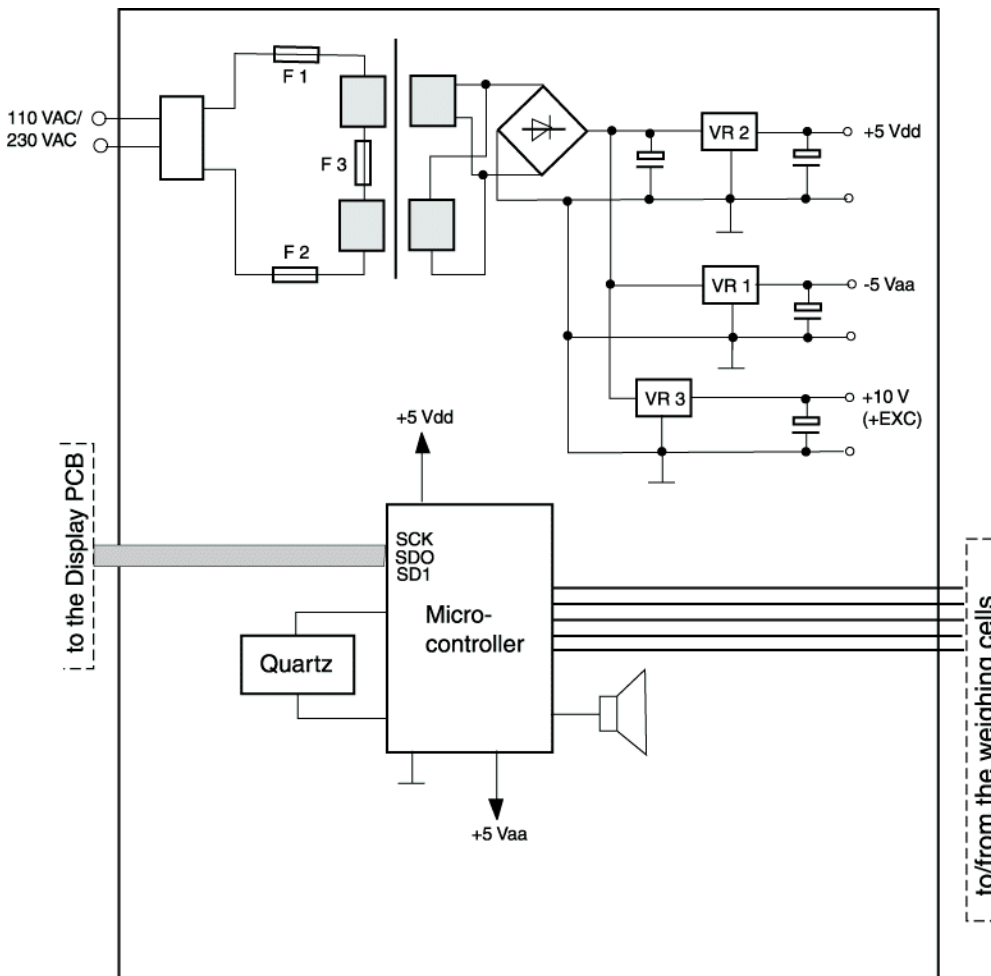 F 1
110 VAC/
230 VAC
F 3
F 2
VR 2
+5 Vdd
VR 1
-5 Vaa
VR 3
+10 V
(+EXC)
+5 Vdd
to the Display PCB
SCK
SDO
SD1
Micro-
controller
Quartz
+5 Vaa
to/from the weighing cells